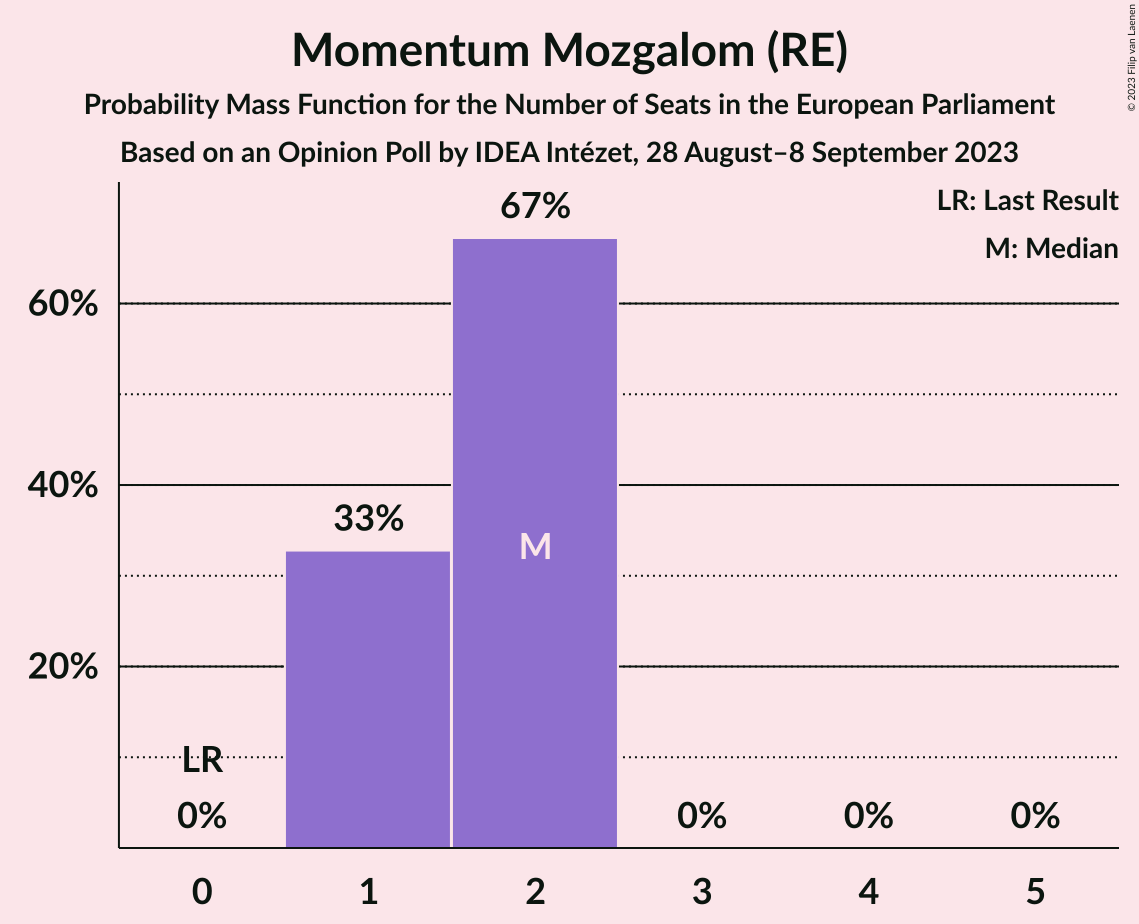 Momentum Mozgalom (RE)
Probability Mass Function for the Number of Seats in the European Parliament
Based on an Opinion Poll by IDEA Intézet, 28 August–8 September 2023
© 2023 Filip van Laenen
LR: Last Result
M: Median
67%
60%
40%
33%
M
20%
LR
0%
0%
0%
0%
0 1 2 3 4 5